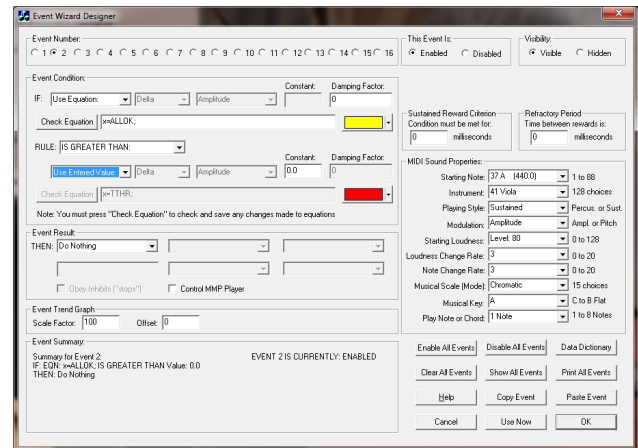 Event Wizard Designer
Event Number:
1 2 3 4 5 6 7 8 9 10 11 12 13 14 15 16
This Event Is:
Enabled Disabled
Visibility:
Visible Hidden
Event Condition:
Constant: Damping Factor:
IF: Use Equation: Delta Amplitude 0
Check Equation x=ALLOK;
RULE: IS GREATER THAN:
Constant: Damping Factor:
Use Entered Value: Delta Amplitude 0.0
Check Equation x=TTHR;
Note: You must press "Check Equation" to check and save any changes made to equations
Sustained Reward Criterion
Condition must be met for:
0 milliseconds
Refractory Period
Time between rewards is:
0 milliseconds
MIDI Sound Properties:
Starting Note: 37 A (440.0) 1 to 88
Instrument: 41 Viola 128 choices
Playing Style: Sustained Percus. or Sust.
Modulation: Amplitude Ampl. or Pitch
Starting Loudness: Level: 80 0 to 128
Loudness Change Rate: 3 0 to 20
Note Change Rate: 3 0 to 20
Musical Scale (Mode): Chromatic 15 choices
Musical Key: A C to B Flat
Play Note or Chord: 1 Note 1 to 8 Notes
Event Result:
THEN: Do Nothing
Obey Inhibits ("stops") Control MMP Player
Event Trend Graph
Scale Factor: 100 Offset: 0
Event Summary:
Summary for Event 2: EVENT 2 IS CURRENTLY: ENABLED
IF: EQN: x=ALLOK; IS GREATER THAN Value: 0.0
THEN: Do Nothing
Enable All Events Disable All Events Data Dictionary
Clear All Events Show All Events Print All Events
Help Copy Event Paste Event
Cancel Use Now OK